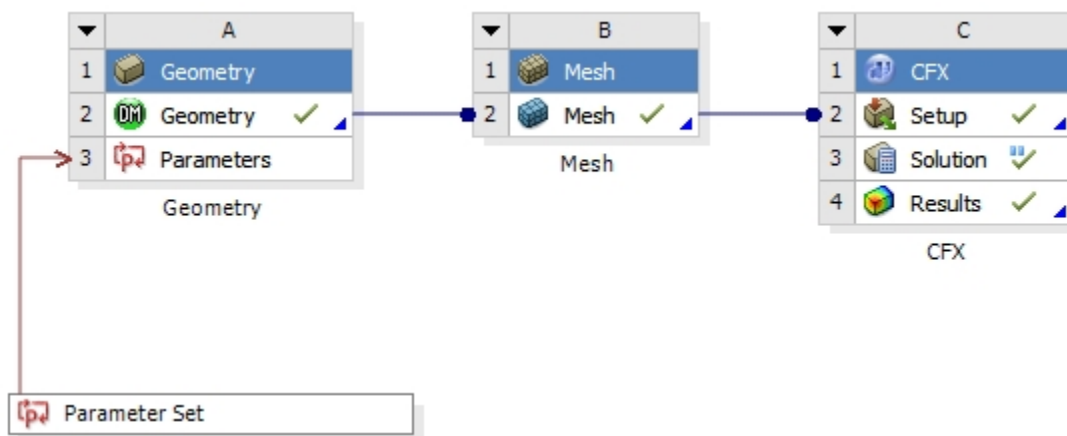 A
1 Geometry
2 DM Geometry
3 p Parameters
Geometry
B
1 Mesh
2 Mesh
Mesh
C
1 CFX
2 Setup
3 Solution
4 Results
CFX
p Parameter Set